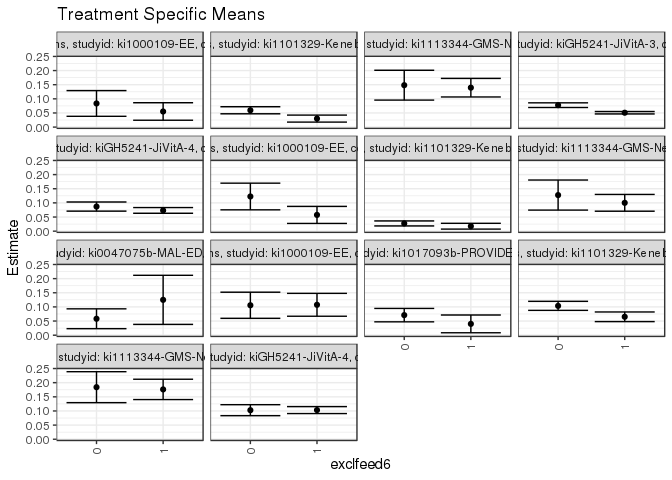 Treatment Specific Means
studyid: ki1000109-EE,
, studyid: ki1101329-Keneb
studyid: ki1113344-GMS-N
studyid: kiGH5241-JiVitA-3,
0.25
0.20
0.15
0.10
0.05
0.00
studyid: kiGH5241-JiVitA-4,
s, studyid: ki1000109-EE, c
studyid: ki1101329-Keneb
studyid: ki1113344-GMS-Ne
0.25
0.20
0.15
0.10
0.05
0.00
udyid: ki0047075b-MAL-ED
ns, studyid: ki1000109-EE,
dyid: ki1017093b-PROVIDE
, studyid: ki1101329-Keneb
0.25
0.20
0.15
0.10
0.05
0.00
0 1
0 1
studyid: ki1113344-GMS-Ne
tudyid: kiGH5241-JiVitA-4,
0.25
0.20
0.15
0.10
0.05
0.00
0 1
0 1
Estimate
exclfeed6